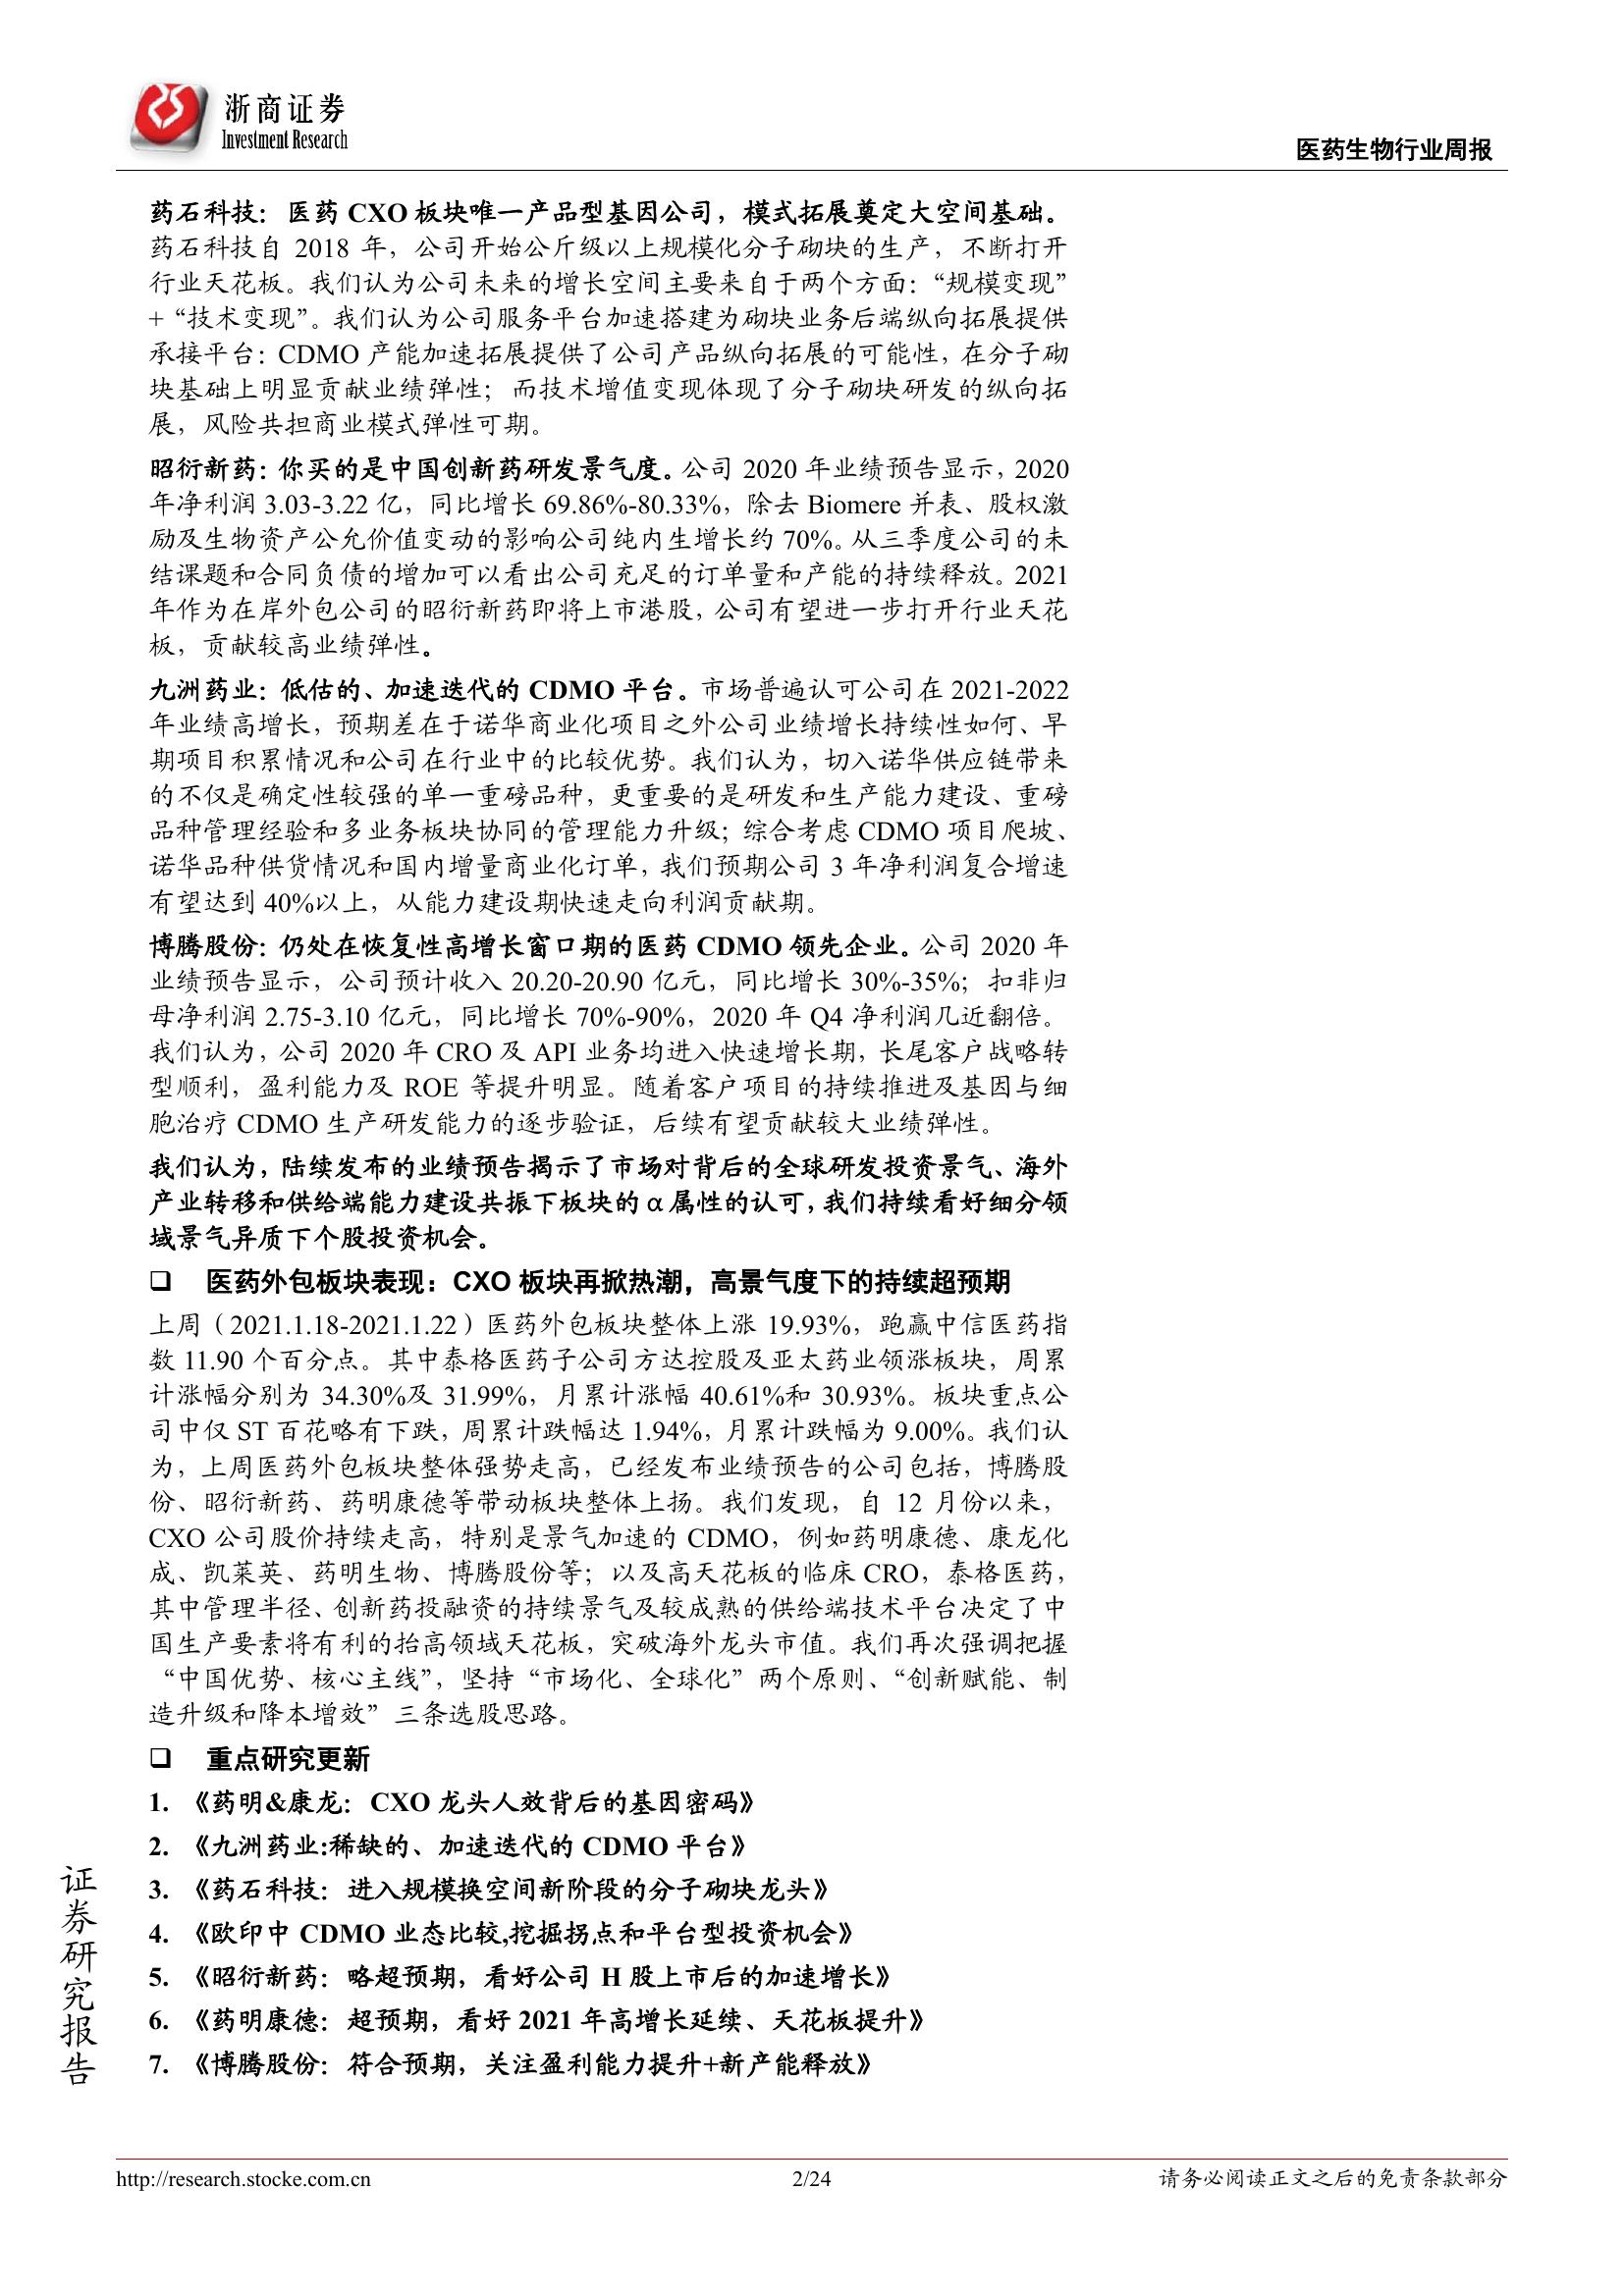 浙商证券
Investment Research
医药生物行业周报
药石科技：医药 CXO 板块唯一产品型基因公司，模式拓展奠定大空间基础。
药石科技自 2018 年，公司开始公斤级以上规模化分子砌块的生产，不断打开
行业天花板。我们认为公司未来的增长空间主要来自于两个方面：“规模变现”
+“技术变现”。我们认为公司服务平台加速搭建为砌块业务后端纵向拓展提供
承接平台：CDMO 产能加速拓展提供了公司产品纵向拓展的可能性，在分子砌
块基础上明显贡献业绩弹性；而技术增值变现体现了分子砌块研发的纵向拓
展，风险共担商业模式弹性可期。
昭衍新药：你买的是中国创新药研发景气度。公司 2020 年业绩预告显示，2020
年净利润 3.03-3.22 亿，同比增长 69.86%-80.33%，除去 Biomere 并表、股权激
励及生物资产公允价值变动的影响公司纯内生增长约 70%。从三季度公司的未
结课题和合同负债的增加可以看出公司充足的订单量和产能的持续释放。2021
年作为在岸外包公司的昭衍新药即将上市港股，公司有望进一步打开行业天花
板，贡献较高业绩弹性。
九洲药业：低估的、加速迭代的 CDMO 平台。市场普遍认可公司在 2021-2022
年业绩高增长，预期差在于诺华商业化项目之外公司业绩增长持续性如何、早
期项目积累情况和公司在行业中的比较优势。我们认为，切入诺华供应链带来
的不仅是确定性较强的单一重磅品种，更重要的是研发和生产能力建设、重磅
品种管理经验和多业务板块协同的管理能力升级；综合考虑 CDMO 项目爬坡、
诺华品种供货情况和国内增量商业化订单，我们预期公司 3 年净利润复合增速
有望达到 40%以上，从能力建设期快速走向利润贡献期。
博腾股份：仍处在恢复性高增长窗口期的医药 CDMO 领先企业。公司 2020 年
业绩预告显示，公司预计收入 20.20-20.90 亿元，同比增长 30%-35%；扣非归
母净利润 2.75-3.10 亿元，同比增长 70%-90%，2020 年 Q4 净利润几近翻倍。
我们认为，公司 2020 年 CRO 及 API 业务均进入快速增长期，长尾客户战略转
型顺利，盈利能力及 ROE 等提升明显。随着客户项目的持续推进及基因与细
胞治疗 CDMO 生产研发能力的逐步验证，后续有望贡献较大业绩弹性。
我们认为，陆续发布的业绩预告揭示了市场对背后的全球研发投资景气、海外
产业转移和供给端能力建设共振下板块的 α 属性的认可，我们持续看好细分领
域景气异质下个股投资机会。
❑ 医药外包板块表现：CXO 板块再掀热潮，高景气度下的持续超预期
上周（2021.1.18-2021.1.22）医药外包板块整体上涨 19.93%，跑赢中信医药指
数 11.90 个百分点。其中泰格医药子公司方达控股及亚太药业领涨板块，周累
计涨幅分别为 34.30%及 31.99%，月累计涨幅 40.61%和 30.93%。板块重点公
司中仅 ST 百花略有下跌，周累计跌幅达 1.94%，月累计跌幅为 9.00%。我们认
为，上周医药外包板块整体强势走高，已经发布业绩预告的公司包括，博腾股
份、昭衍新药、药明康德等带动板块整体上扬。我们发现，自 12 月份以来，
CXO 公司股价持续走高，特别是景气加速的 CDMO，例如药明康德、康龙化
成、凯莱英、药明生物、博腾股份等；以及高天花板的临床 CRO，泰格医药，
其中管理半径、创新药投融资的持续景气及较成熟的供给端技术平台决定了中
国生产要素将有利的抬高领域天花板，突破海外龙头市值。我们再次强调把握
“中国优势、核心主线”，坚持“市场化、全球化”两个原则、“创新赋能、制
造升级和降本增效”三条选股思路。
❑ 重点研究更新
1. 《药明&康龙：CXO 龙头人效背后的基因密码》
2. 《九洲药业:稀缺的、加速迭代的 CDMO 平台》
3. 《药石科技：进入规模换空间新阶段的分子砌块龙头》
4. 《欧印中 CDMO 业态比较,挖掘拐点和平台型投资机会》
5. 《昭衍新药：略超预期，看好公司 H 股上市后的加速增长》
6. 《药明康德：超预期，看好 2021 年高增长延续、天花板提升》
7. 《博腾股份：符合预期，关注盈利能力提升+新产能释放》
证券研究报告
http://research.stocke.com.cn
2/24
请务必阅读正文之后的免责条款部分